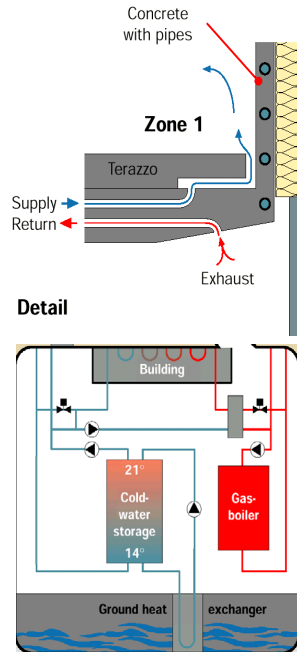 Concrete
with pipes
Zone 1
Terazzo
Supply
Return
Exhaust
Detail
Building
21°
Cold-
water
storage
14°
Gas-
boiler
Ground heat exchanger